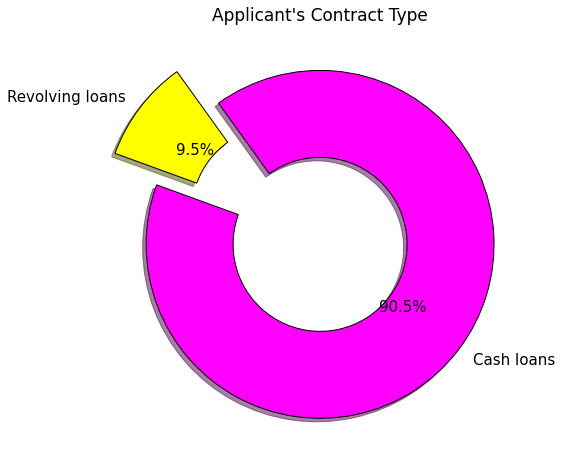 Applicant's Contract Type
Revolving loans
9.5%
90.5%
Cash loans